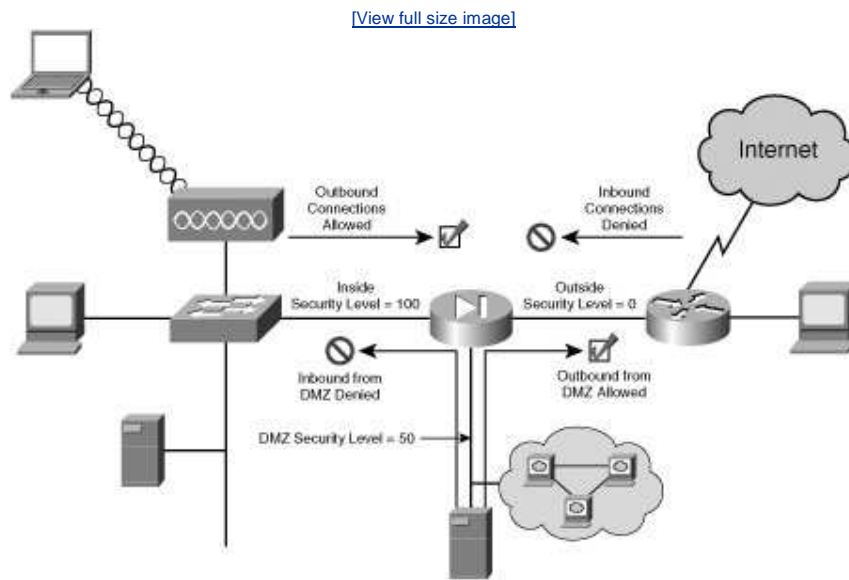 [View full size image]
Outbound
Connections
Allowed
Inbound
Connections
Denied
Internet
Inside
Security Level = 100
Outside
Security Level = 0
Inbound from
DMZ Denied
Outbound from
DMZ Allowed
DMZ Security Level = 50